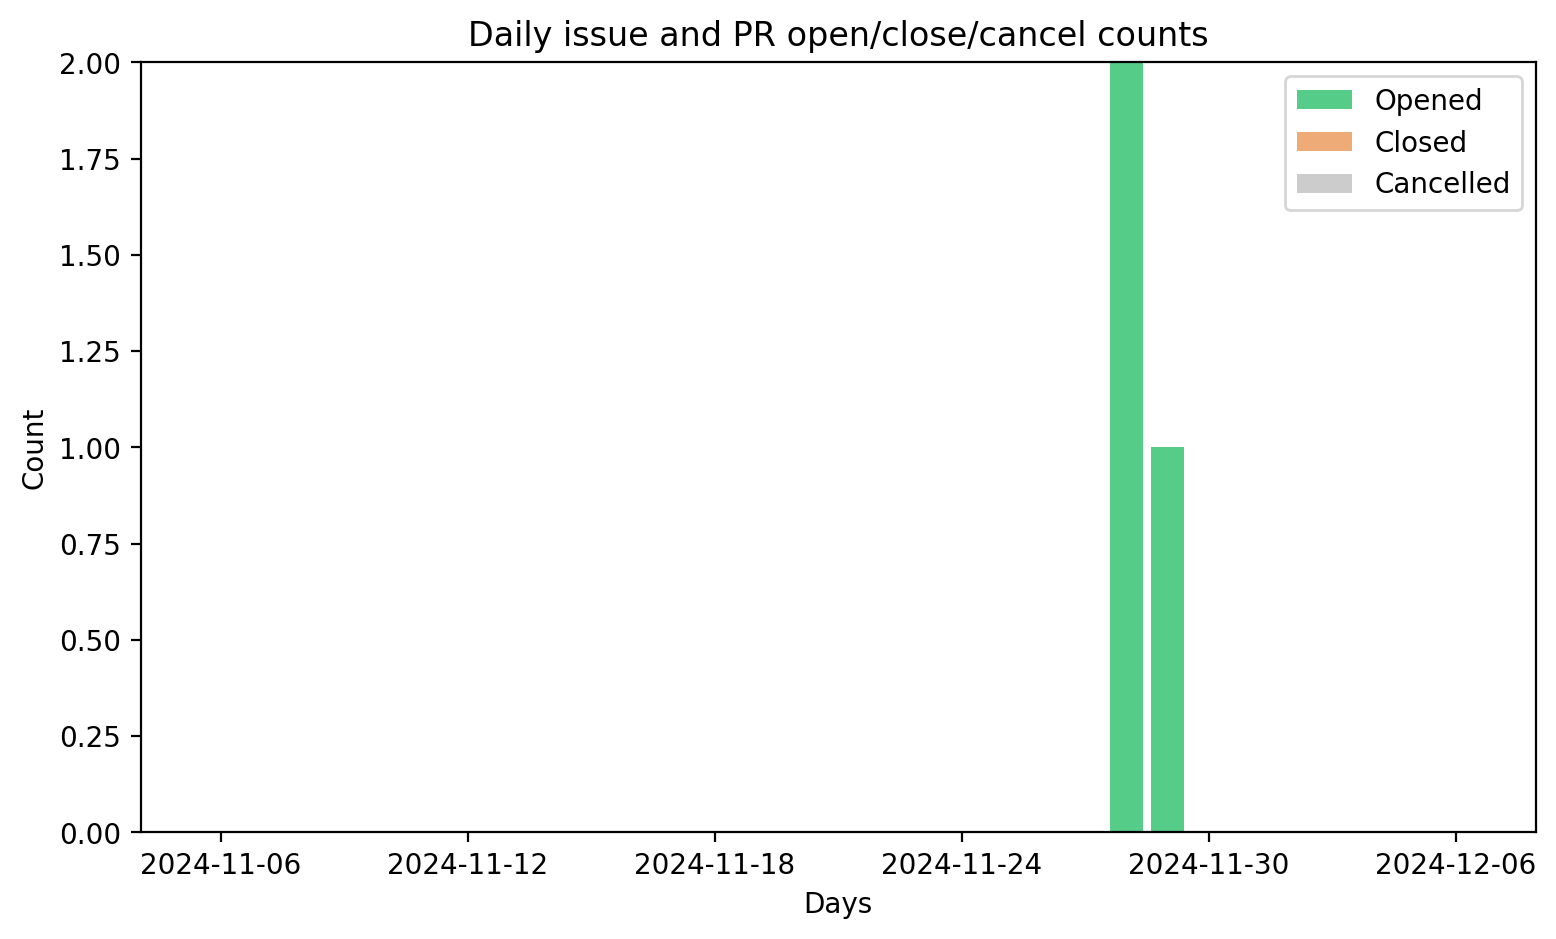 Daily issue and PR open/close/cancel counts
2.00
1.75
1.50
1.25
1.00
0.75
0.50
0.25
0.00
Count
Opened
Closed
Cancelled
2024-11-06
2024-11-12
2024-11-18
2024-11-24
2024-11-30
2024-12-06
Days